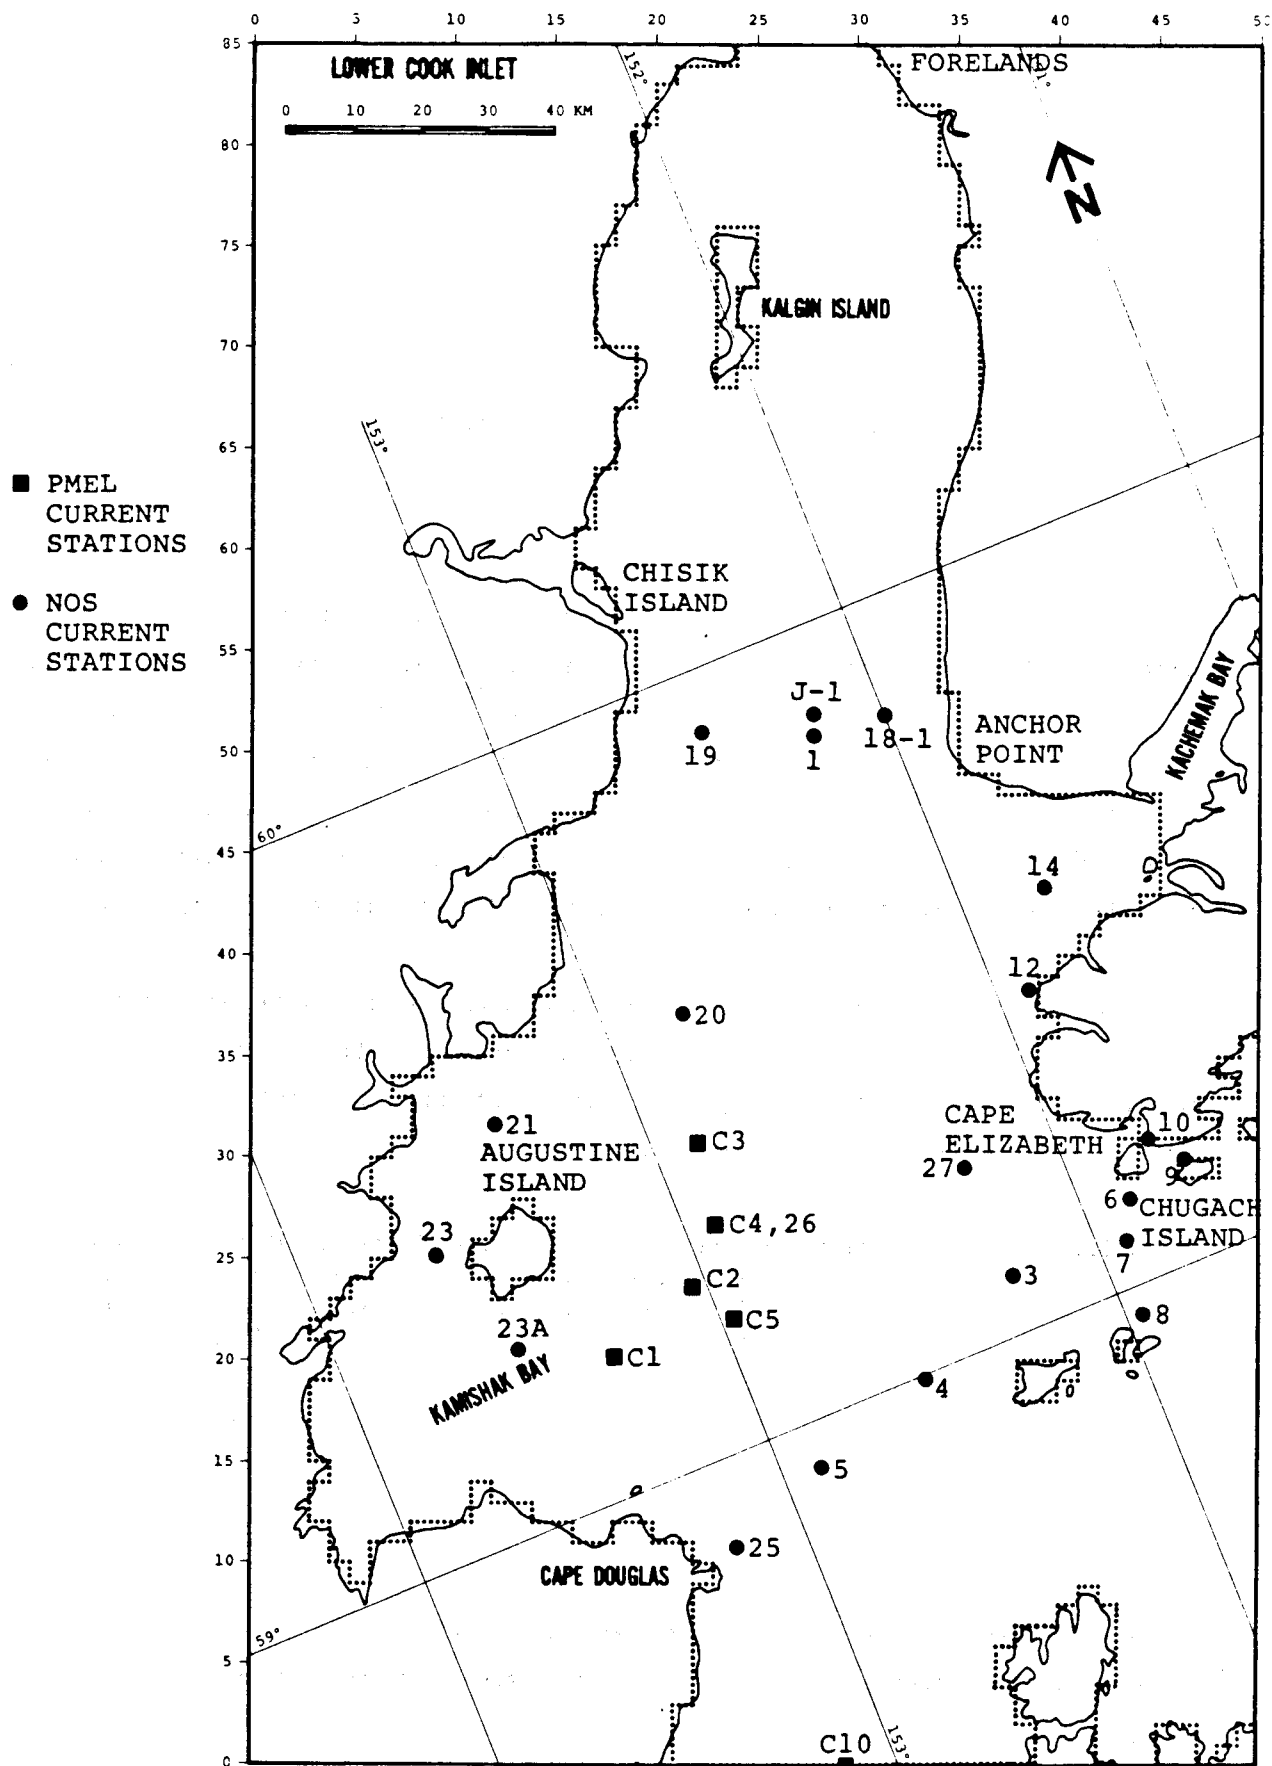 0 5 10 15 20 25 30 35 40 45
85
LOWER COOK INLET
FORELANDS
152°
0 10 20 30 40 KM
80
N
75
KALGIN ISLAND
70
153°
65
■ PMEL
CURRENT
STATIONS
60
● NOS
CURRENT
STATIONS
CHISIK
ISLAND
55
KACHEMAK BAY
J-1
50
19
1
18-1
ANCHOR
POINT
60°
45
14
40
12
20
35
21
C3
CAPE
ELIZABETH
10
AUGUSTINE
ISLAND
30
27
9
6
CHUGACH
ISLAND
23
C4,26
7
25
C2
3
C5
8
23A
C1
20
KAMISHAK BAY
4
15
5
25
10
CAPE DOUGLAS
59°
5
C10
153°
0